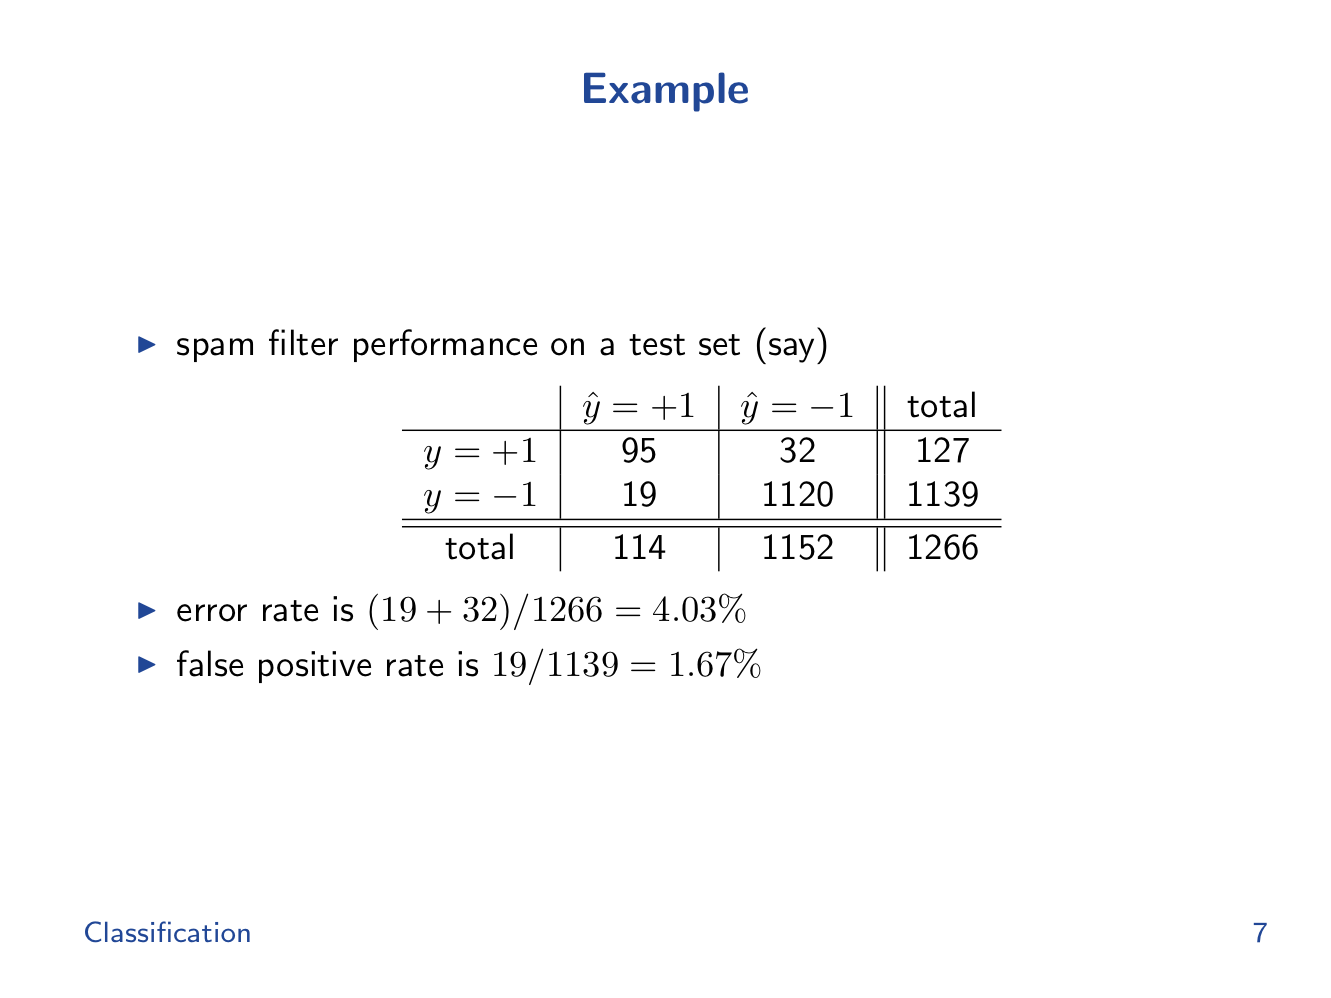 Example
▶ spam filter performance on a test set (say)
ŷ = +1 ŷ = −1 total
y = +1 95 32 127
y = −1 19 1120 1139
total 114 1152 1266
▶ error rate is (19 + 32)/1266 = 4.03%
▶ false positive rate is 19/1139 = 1.67%
Classification 7